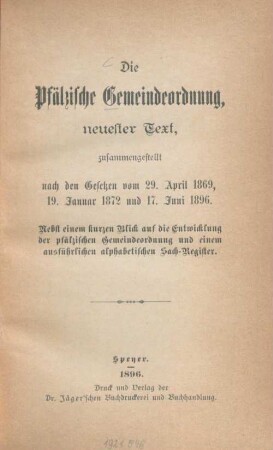 Die
Pfälzische Gemeindeordnung,
neuester Text,
zusammengestellt
nach den Gesetzen vom 29. April 1869,
19. Januar 1872 und 17. Juni 1896.
Nebst einem kurzen Blick auf die Entwicklung
der pfälzischen Gemeindeordnung und einem
ausführlichen alphabetischen Sach-Register.
Speyer.
1896.
Druck und Verlag der
Dr. Jäger'schen Buchdruckerei und Buchhandlung.